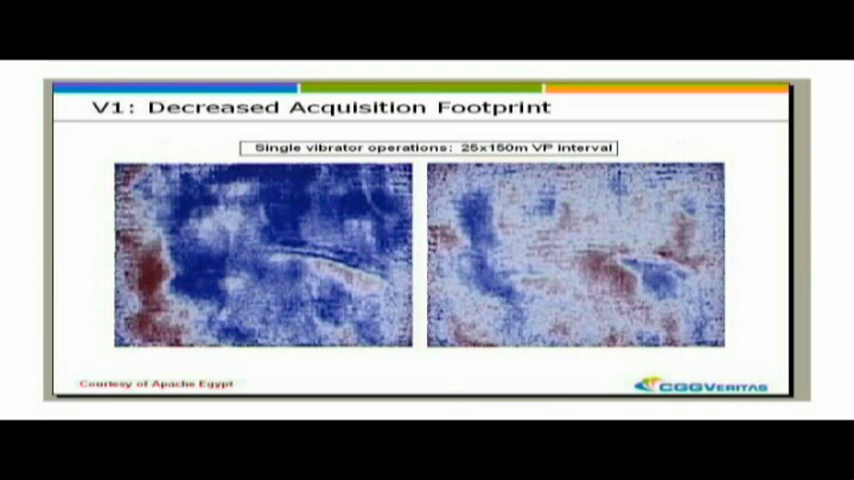 V1: Decreased Acquisition Footprint
Single vibrator operations: 25x150m VP interval
Courtesy of Apache Egypt
CGGVERITAS